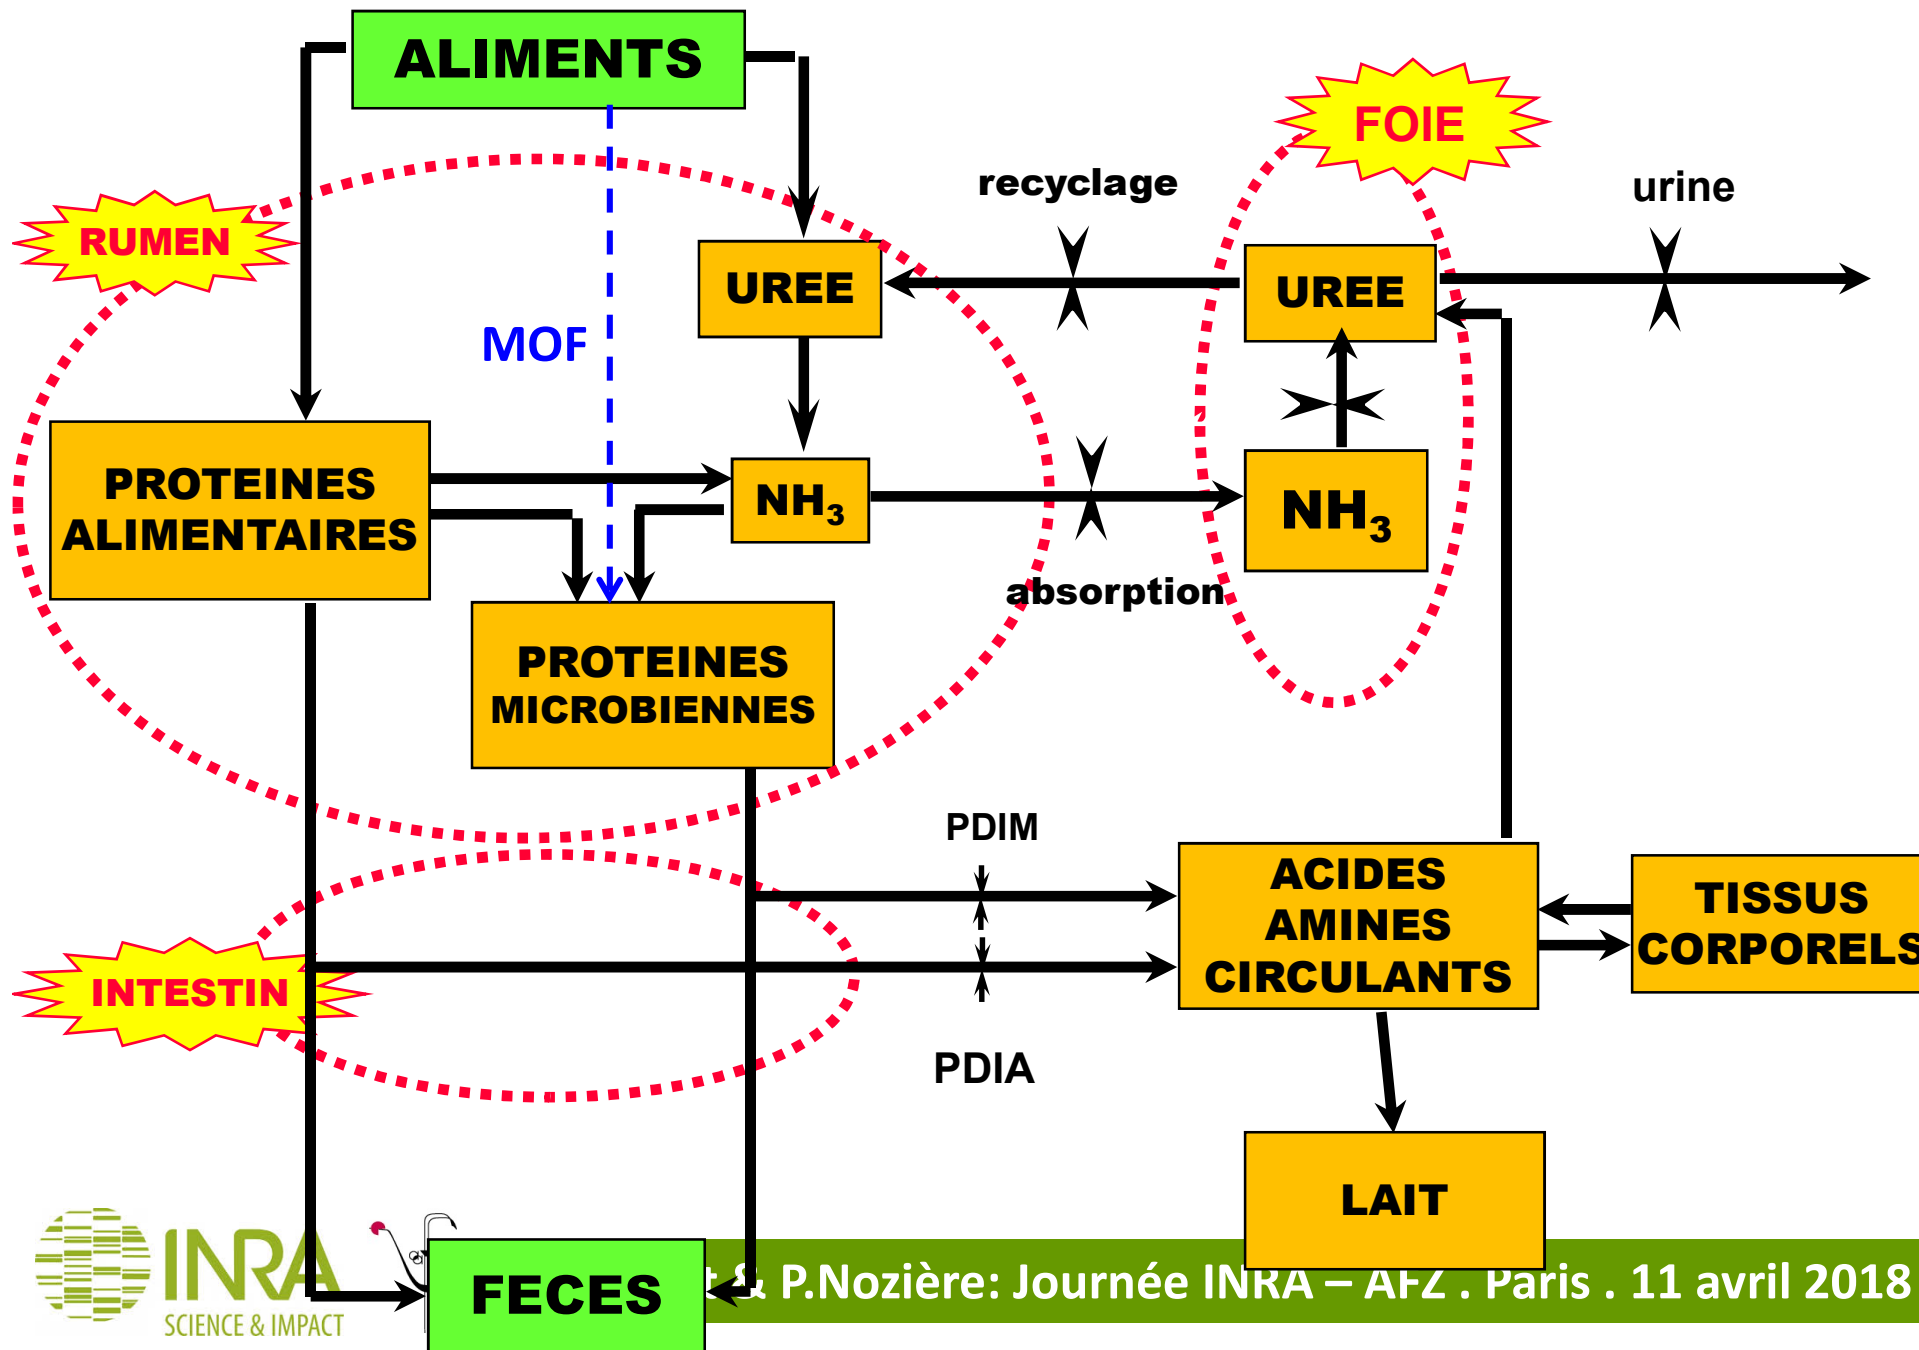 ALIMENTS
FOIE
recyclage
urine
RUMEN
UREE
UREE
MOF
PROTEINES
ALIMENTAIRES
NH3
NH3
absorption
PROTEINES
MICROBIENNES
PDIM
ACIDES
AMINES
CIRCULANTS
TISSUS
CORPORELS
INTESTIN
PDIA
LAIT
INRA
SCIENCE & IMPACT
FECES
& P.Nozière: Journée INRA – AFZ . Paris . 11 avril 2018